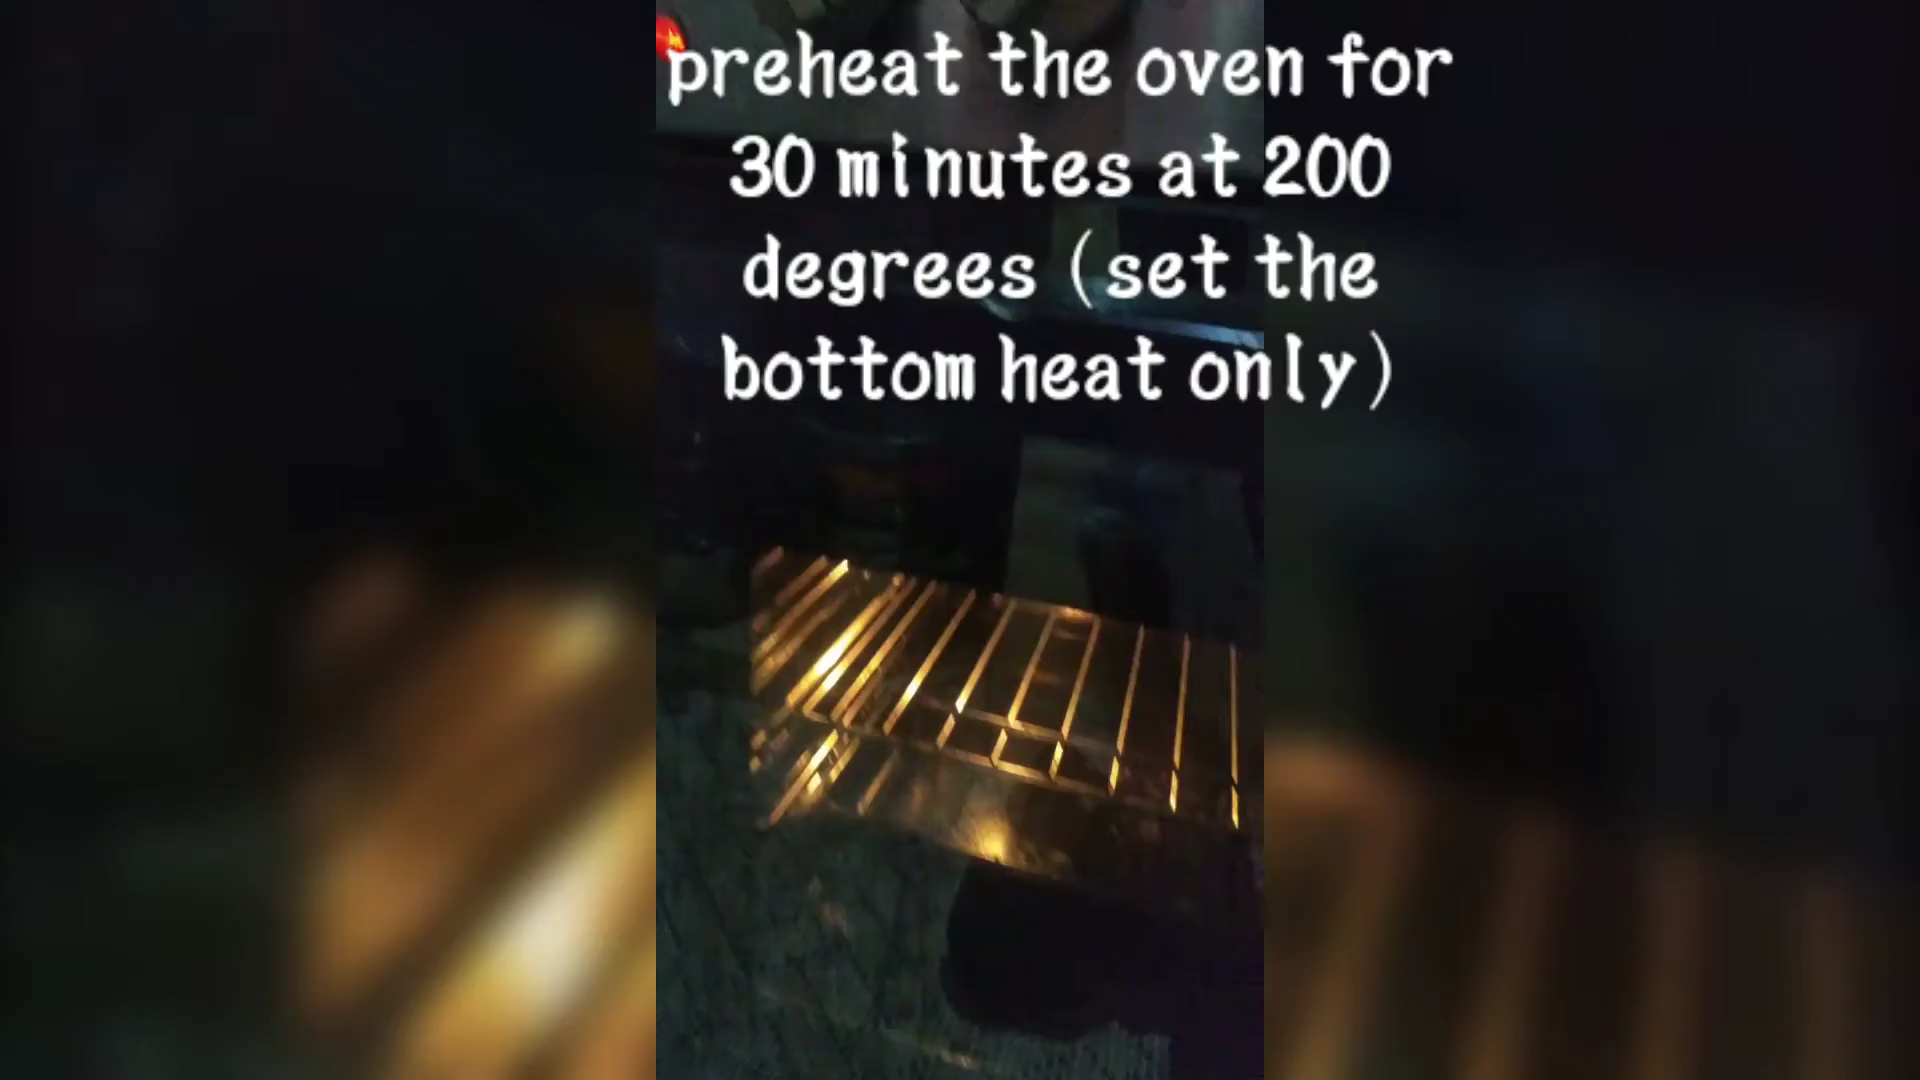 preheat the oven for
30 minutes at 200
degrees (set the
bottom heat only)